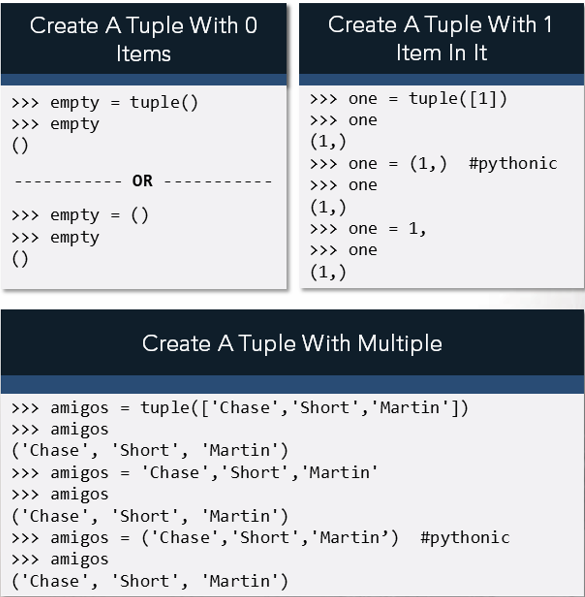 Create A Tuple With 0
Items
>>> empty = tuple()
>>> empty
()
----------- OR -----------
>>> empty = ()
>>> empty
()
Create A Tuple With 1
Item In It
>>> one = tuple([1])
>>> one
(1,)
>>> one = (1,)  #pythonic
>>> one
(1,)
>>> one = 1,
>>> one
(1,)
Create A Tuple With Multiple
>>> amigos = tuple(['Chase','Short','Martin'])
>>> amigos
('Chase', 'Short', 'Martin')
>>> amigos = 'Chase','Short','Martin'
>>> amigos
('Chase', 'Short', 'Martin')
>>> amigos = ('Chase','Short','Martin’)  #pythonic
>>> amigos
('Chase', 'Short', 'Martin')